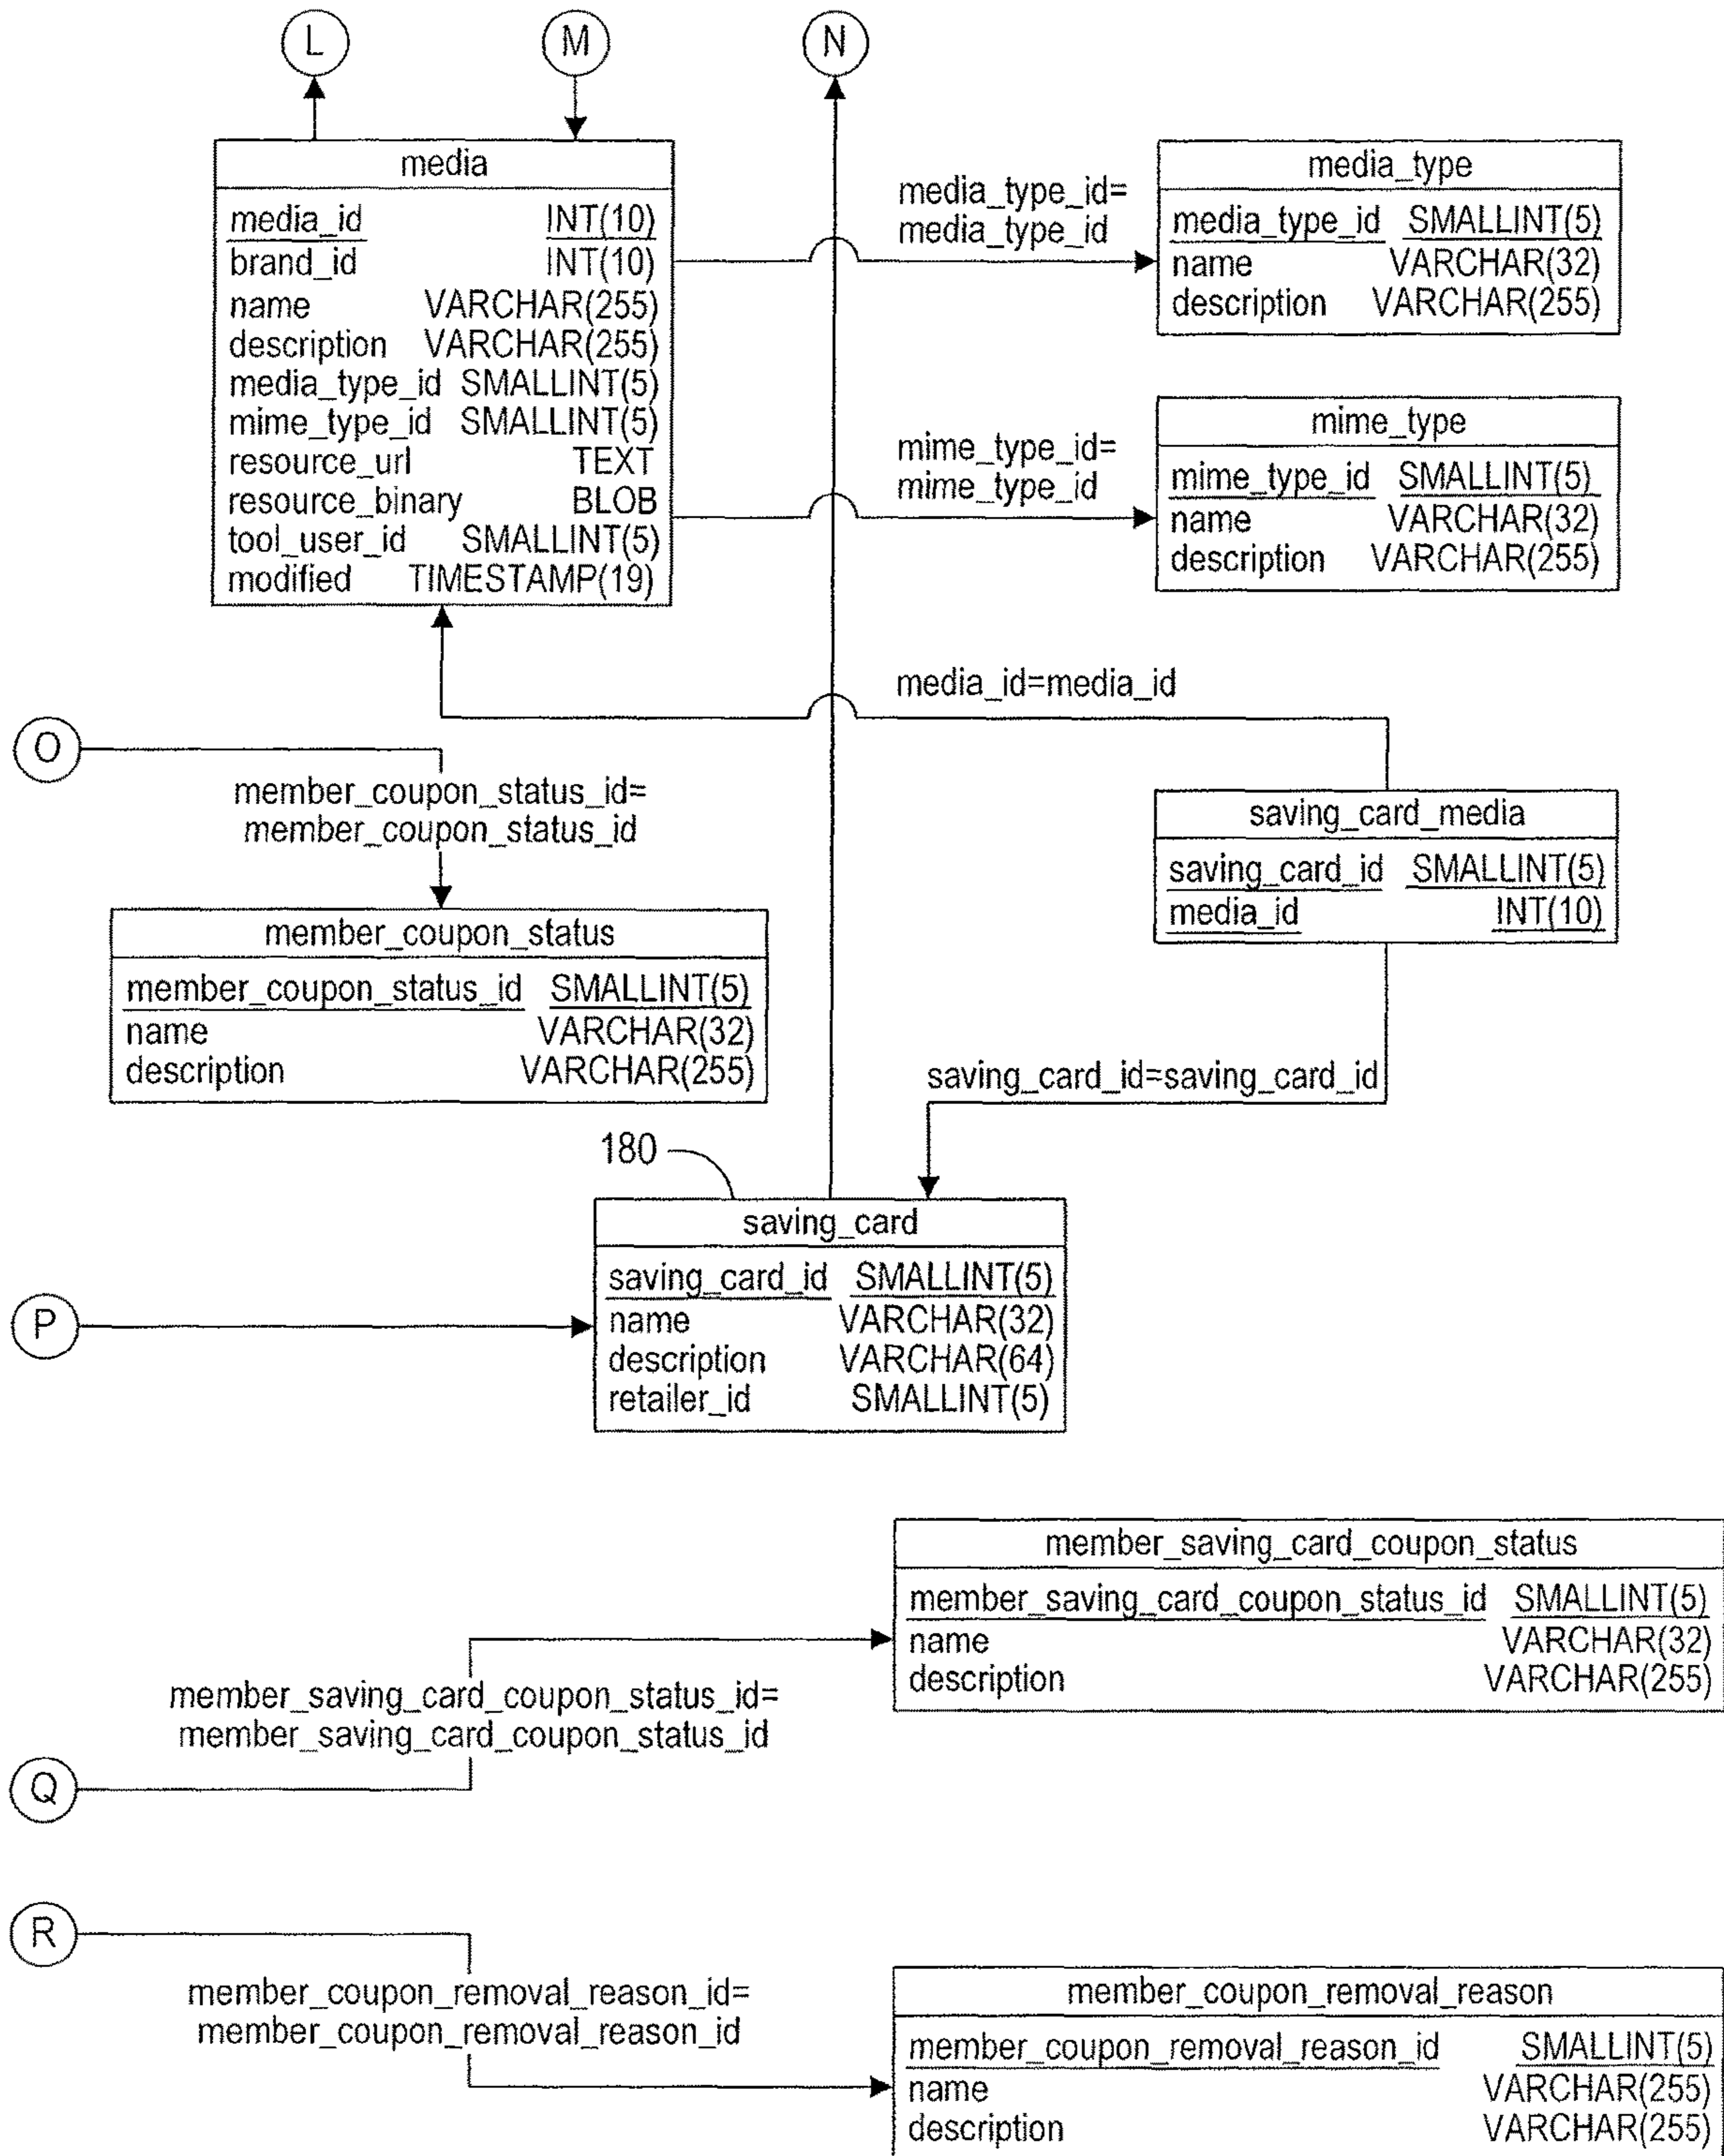 L M N
media
media_id INT(10)
brand_id INT(10)
name VARCHAR(255)
description VARCHAR(255)
media_type_id SMALLINT(5)
mime_type_id SMALLINT(5)
resource_url TEXT
resource_binary BLOB
tool_user_id SMALLINT(5)
modified TIMESTAMP(19)
media_type_id=
media_type_id
media_type
media_type_id SMALLINT(5)
name VARCHAR(32)
description VARCHAR(255)
mime_type_id=
mime_type_id
mime_type
mime_type_id SMALLINT(5)
name VARCHAR(32)
description VARCHAR(255)
media_id=media_id
O
member_coupon_status_id=
member_coupon_status_id
saving_card_media
saving_card_id SMALLINT(5)
media_id INT(10)
member_coupon_status
member_coupon_status_id SMALLINT(5)
name VARCHAR(32)
description VARCHAR(255)
saving_card_id=saving_card_id
180
saving_card
saving_card_id SMALLINT(5)
name VARCHAR(32)
description VARCHAR(64)
retailer_id SMALLINT(5)
P
member_saving_card_coupon_status
member_saving_card_coupon_status_id SMALLINT(5)
name VARCHAR(32)
description VARCHAR(255)
member_saving_card_coupon_status_id=
member_saving_card_coupon_status_id
Q
R
member_coupon_removal_reason_id=
member_coupon_removal_reason_id
member_coupon_removal_reason
member_coupon_removal_reason_id SMALLINT(5)
name VARCHAR(255)
description VARCHAR(255)